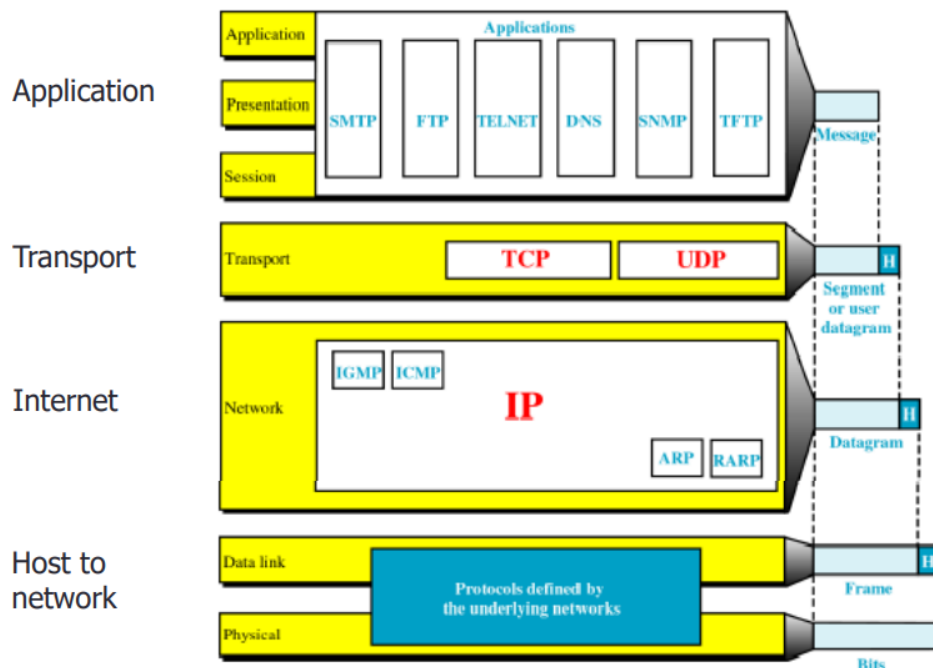 Application
Application
Presentation
Session
Applications
SMTP
FTP
TELNET
DNS
SNMP
TFTP
Message
Transport
Transport
TCP
UDP
H
Segment
or user
datagram
Internet
Network
IGMP
ICMP
IP
ARP
RARP
H
Datagram
Host to
network
Data link
Physical
Protocols defined by
the underlying networks
H
Frame
Bits